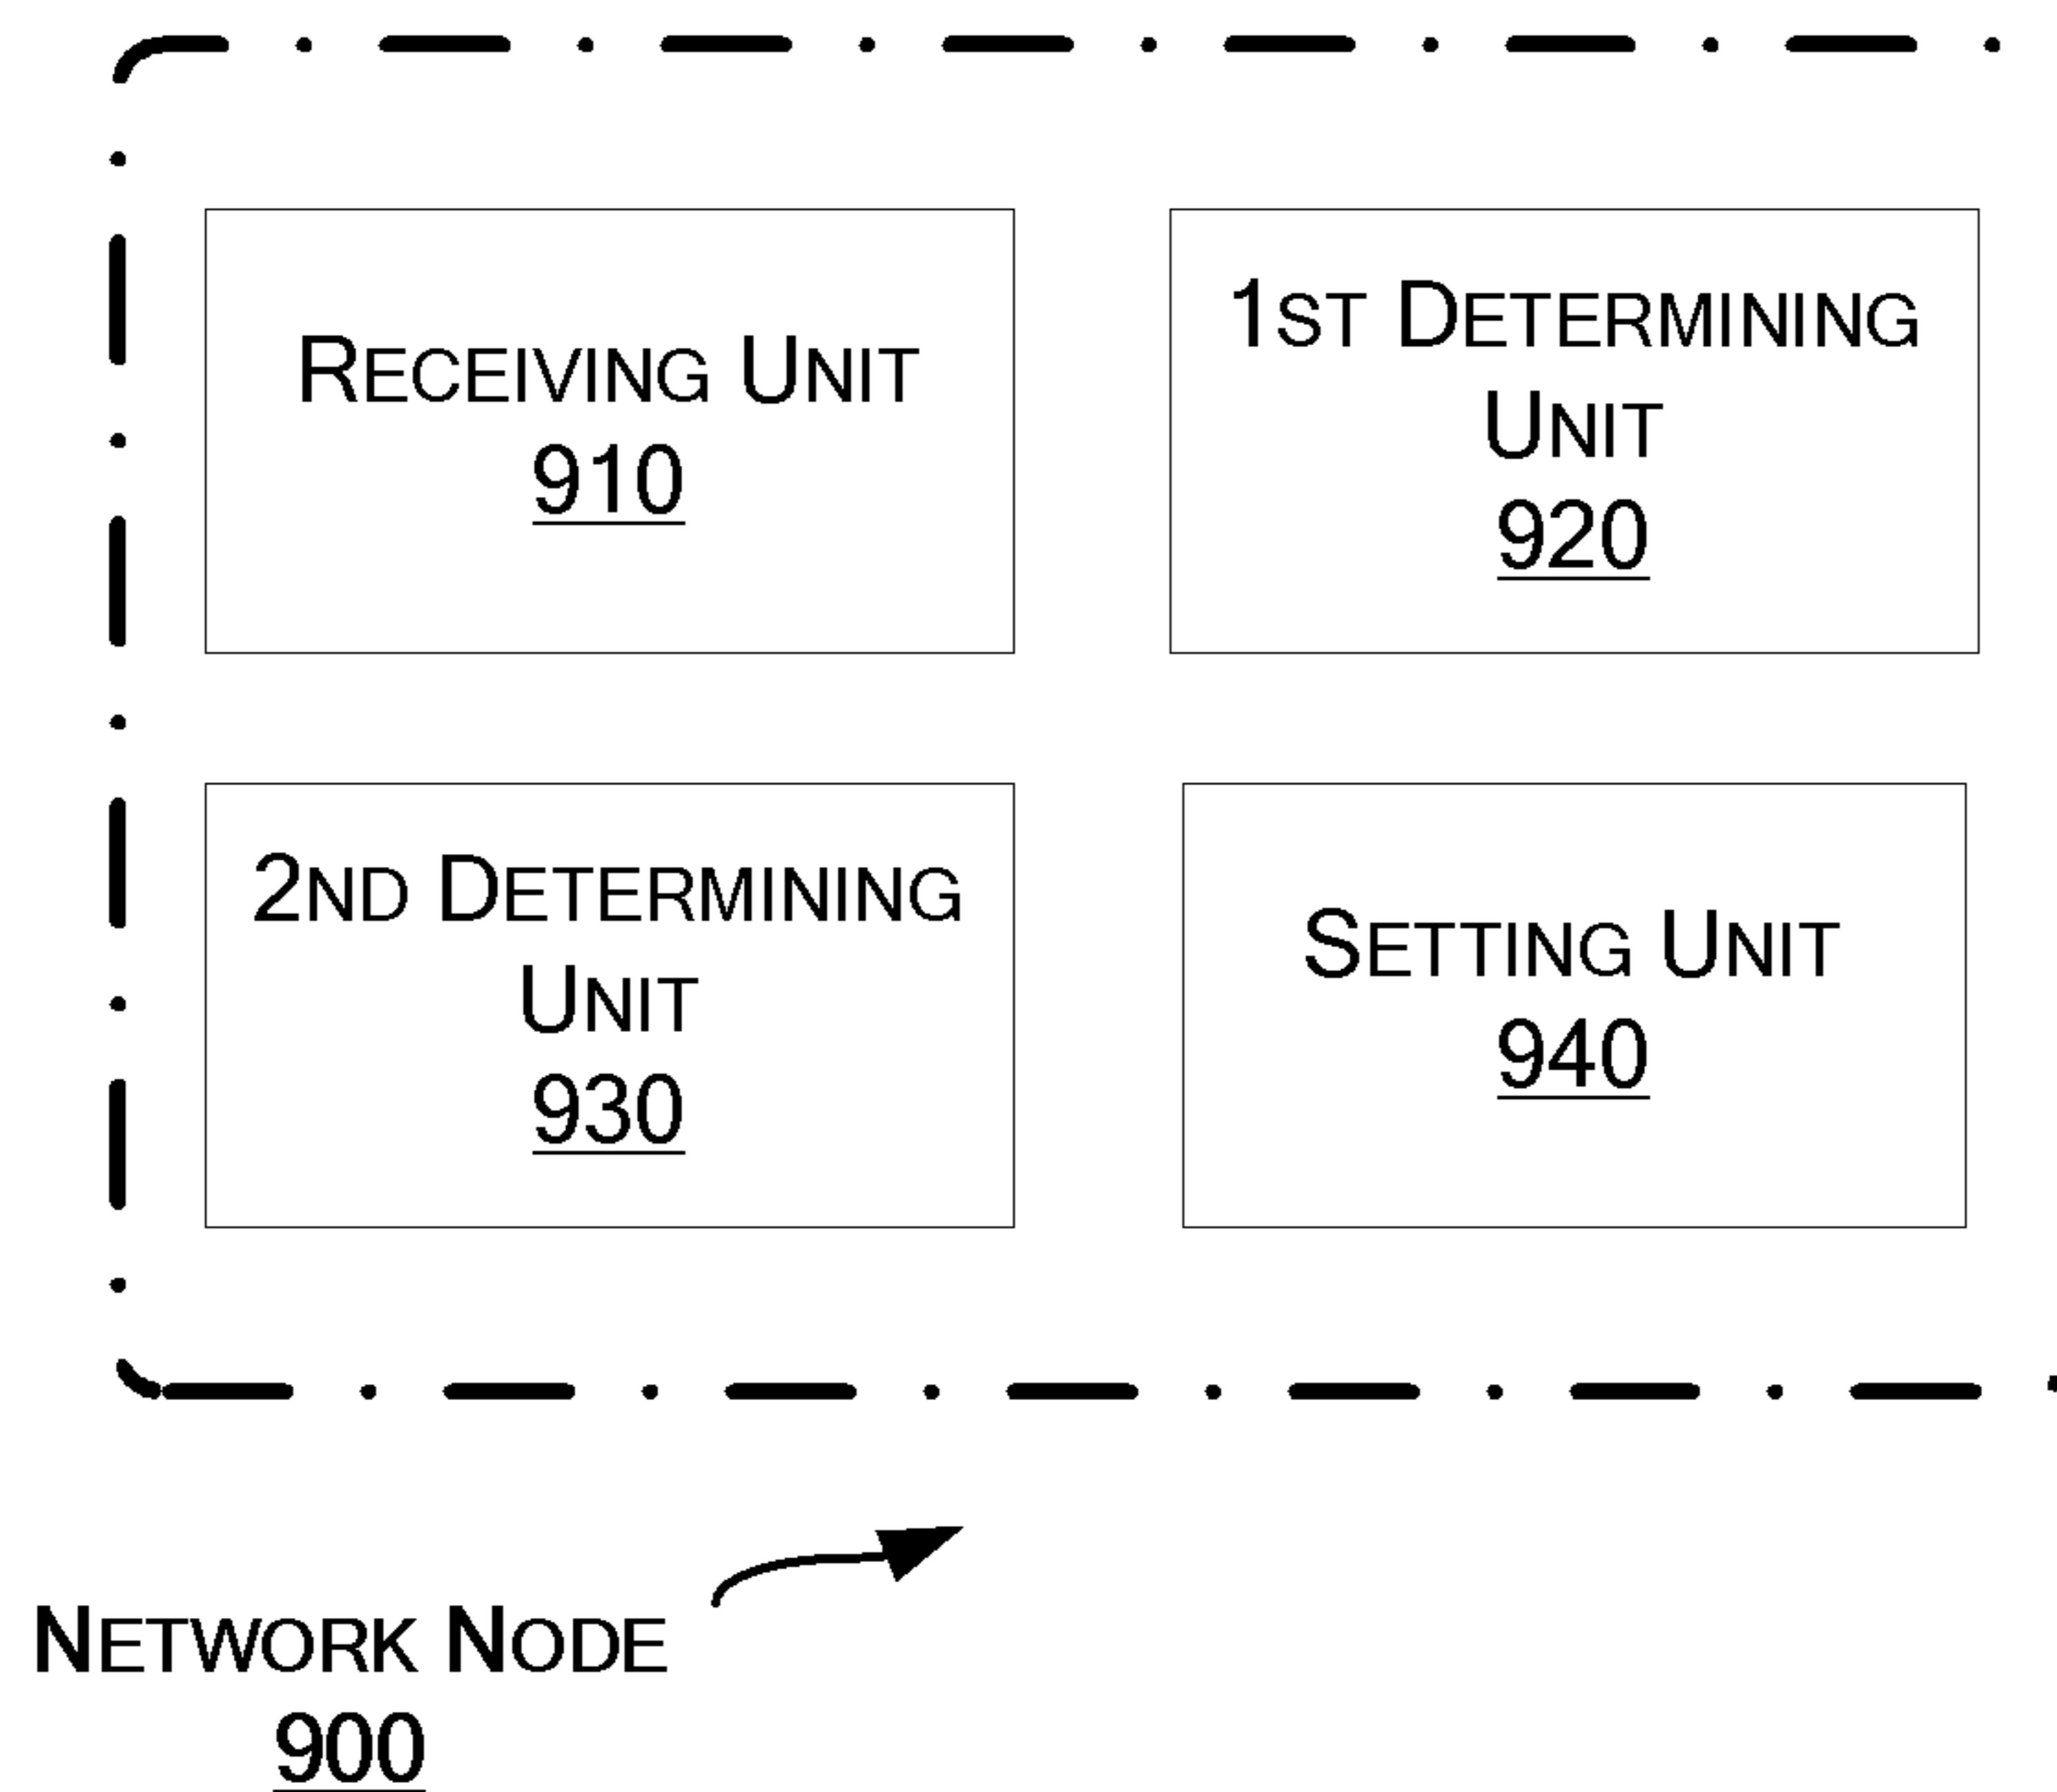 Receiving Unit
910
1st Determining
Unit
920
2nd Determining
Unit
930
Setting Unit
940
Network Node
900